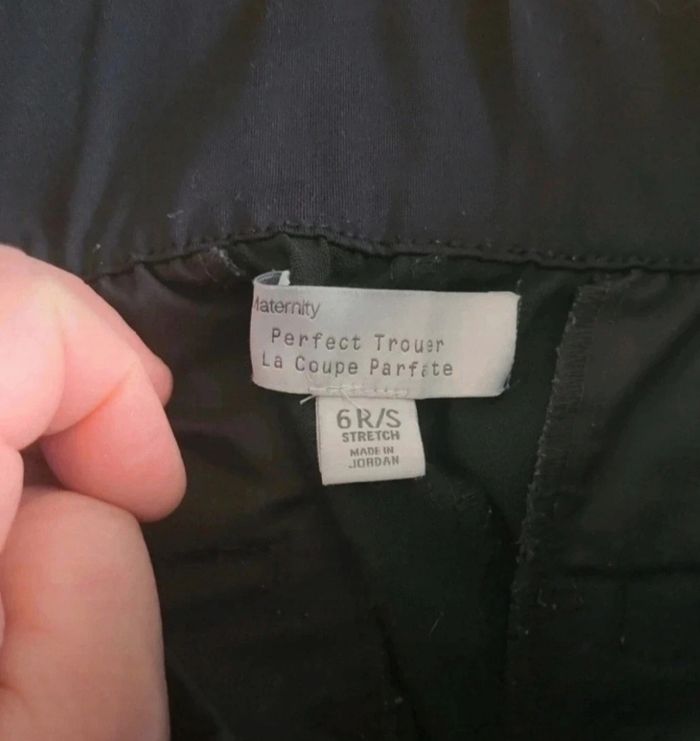 Maternity
Perfect Trouer
La Coupe Parfate
6R/S
STRETCH
MADE IN
JORDAN